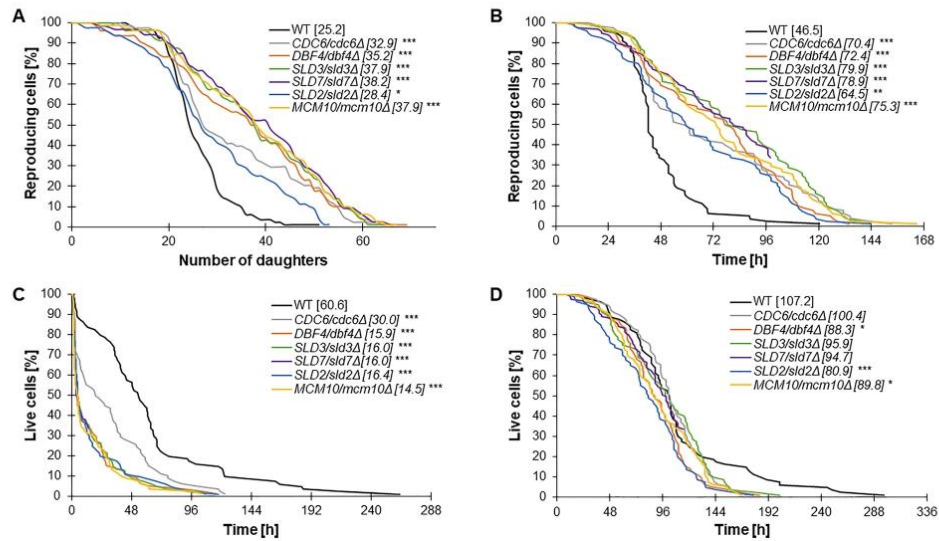 A
Reproducing cells [%]
100
90
80
70
60
50
40
30
20
10
0
0 20 40 60
Number of daughters
WT [25.2]
CDC6/cdc6Δ [32.9] ***
DBF4/dbf4Δ [35.2] ***
SLD3/sld3Δ [37.9] ***
SLD7/sld7Δ [38.2] ***
SLD2/sld2Δ [28.4] *
MCM10/mcm10Δ [37.9] ***
B
Reproducing cells [%]
100
90
80
70
60
50
40
30
20
10
0
0 24 48 72 96 120 144 168
Time [h]
WT [46.5]
CDC6/cdc6Δ [70.4] ***
DBF4/dbf4Δ [72.4] ***
SLD3/sld3Δ [79.9] ***
SLD7/sld7Δ [78.9] ***
SLD2/sld2Δ [64.5] **
MCM10/mcm10Δ [75.3] ***
C
Live cells [%]
100
90
80
70
60
50
40
30
20
10
0
0 48 96 144 192 240 288
Time [h]
WT [60.6]
CDC6/cdc6Δ [30.0] ***
DBF4/dbf4Δ [15.9] ***
SLD3/sld3Δ [16.0] ***
SLD7/sld7Δ [16.0] ***
SLD2/sld2Δ [16.4] ***
MCM10/mcm10Δ [14.5] ***
D
Live cells [%]
100
90
80
70
60
50
40
30
20
10
0
0 48 96 144 192 240 288 336
Time [h]
WT [107.2]
CDC6/cdc6Δ [100.4]
DBF4/dbf4Δ [88.3] *
SLD3/sld3Δ [95.9]
SLD7/sld7Δ [94.7]
SLD2/sld2Δ [80.9] ***
MCM10/mcm10Δ [89.8] *